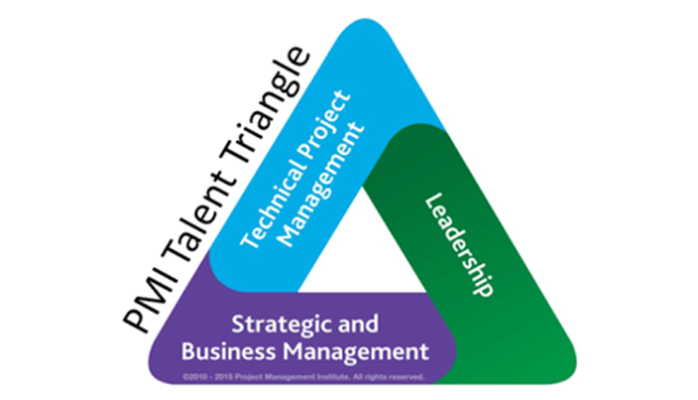 PMI Talent Triangle
Technical Project
Management
Leadership
Strategic and
Business Management
©2010 - 2015 Project Management Institute. All rights reserved.